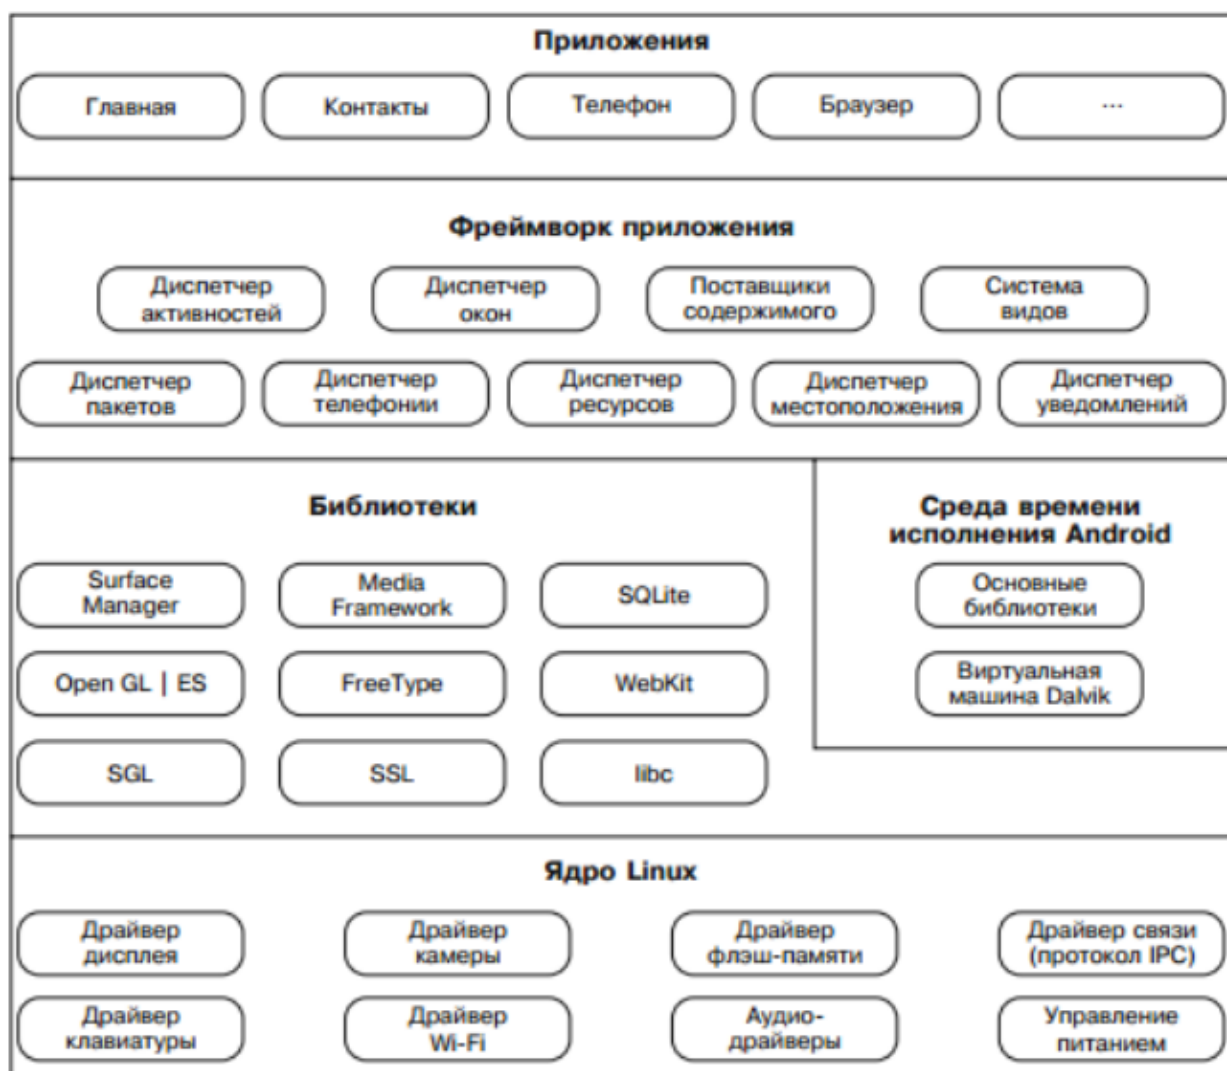 Приложения
Главная
Контакты
Телефон
Браузер
...
Фреймворк приложения
Диспетчер
активностей
Диспетчер
окон
Поставщики
содержимого
Система
видов
Диспетчер
пакетов
Диспетчер
телефонии
Диспетчер
ресурсов
Диспетчер
местоположения
Диспетчер
уведомлений
Библиотеки
Surface
Manager
Media
Framework
SQLite
Open GL | ES
FreeType
WebKit
SGL
SSL
libc
Среда времени
исполнения Android
Основные
библиотеки
Виртуальная
машина Dalvik
Ядро Linux
Драйвер
дисплея
Драйвер
камеры
Драйвер
флэш-памяти
Драйвер связи
(протокол IPC)
Драйвер
клавиатуры
Драйвер
Wi-Fi
Аудио-
драйверы
Управление
питанием